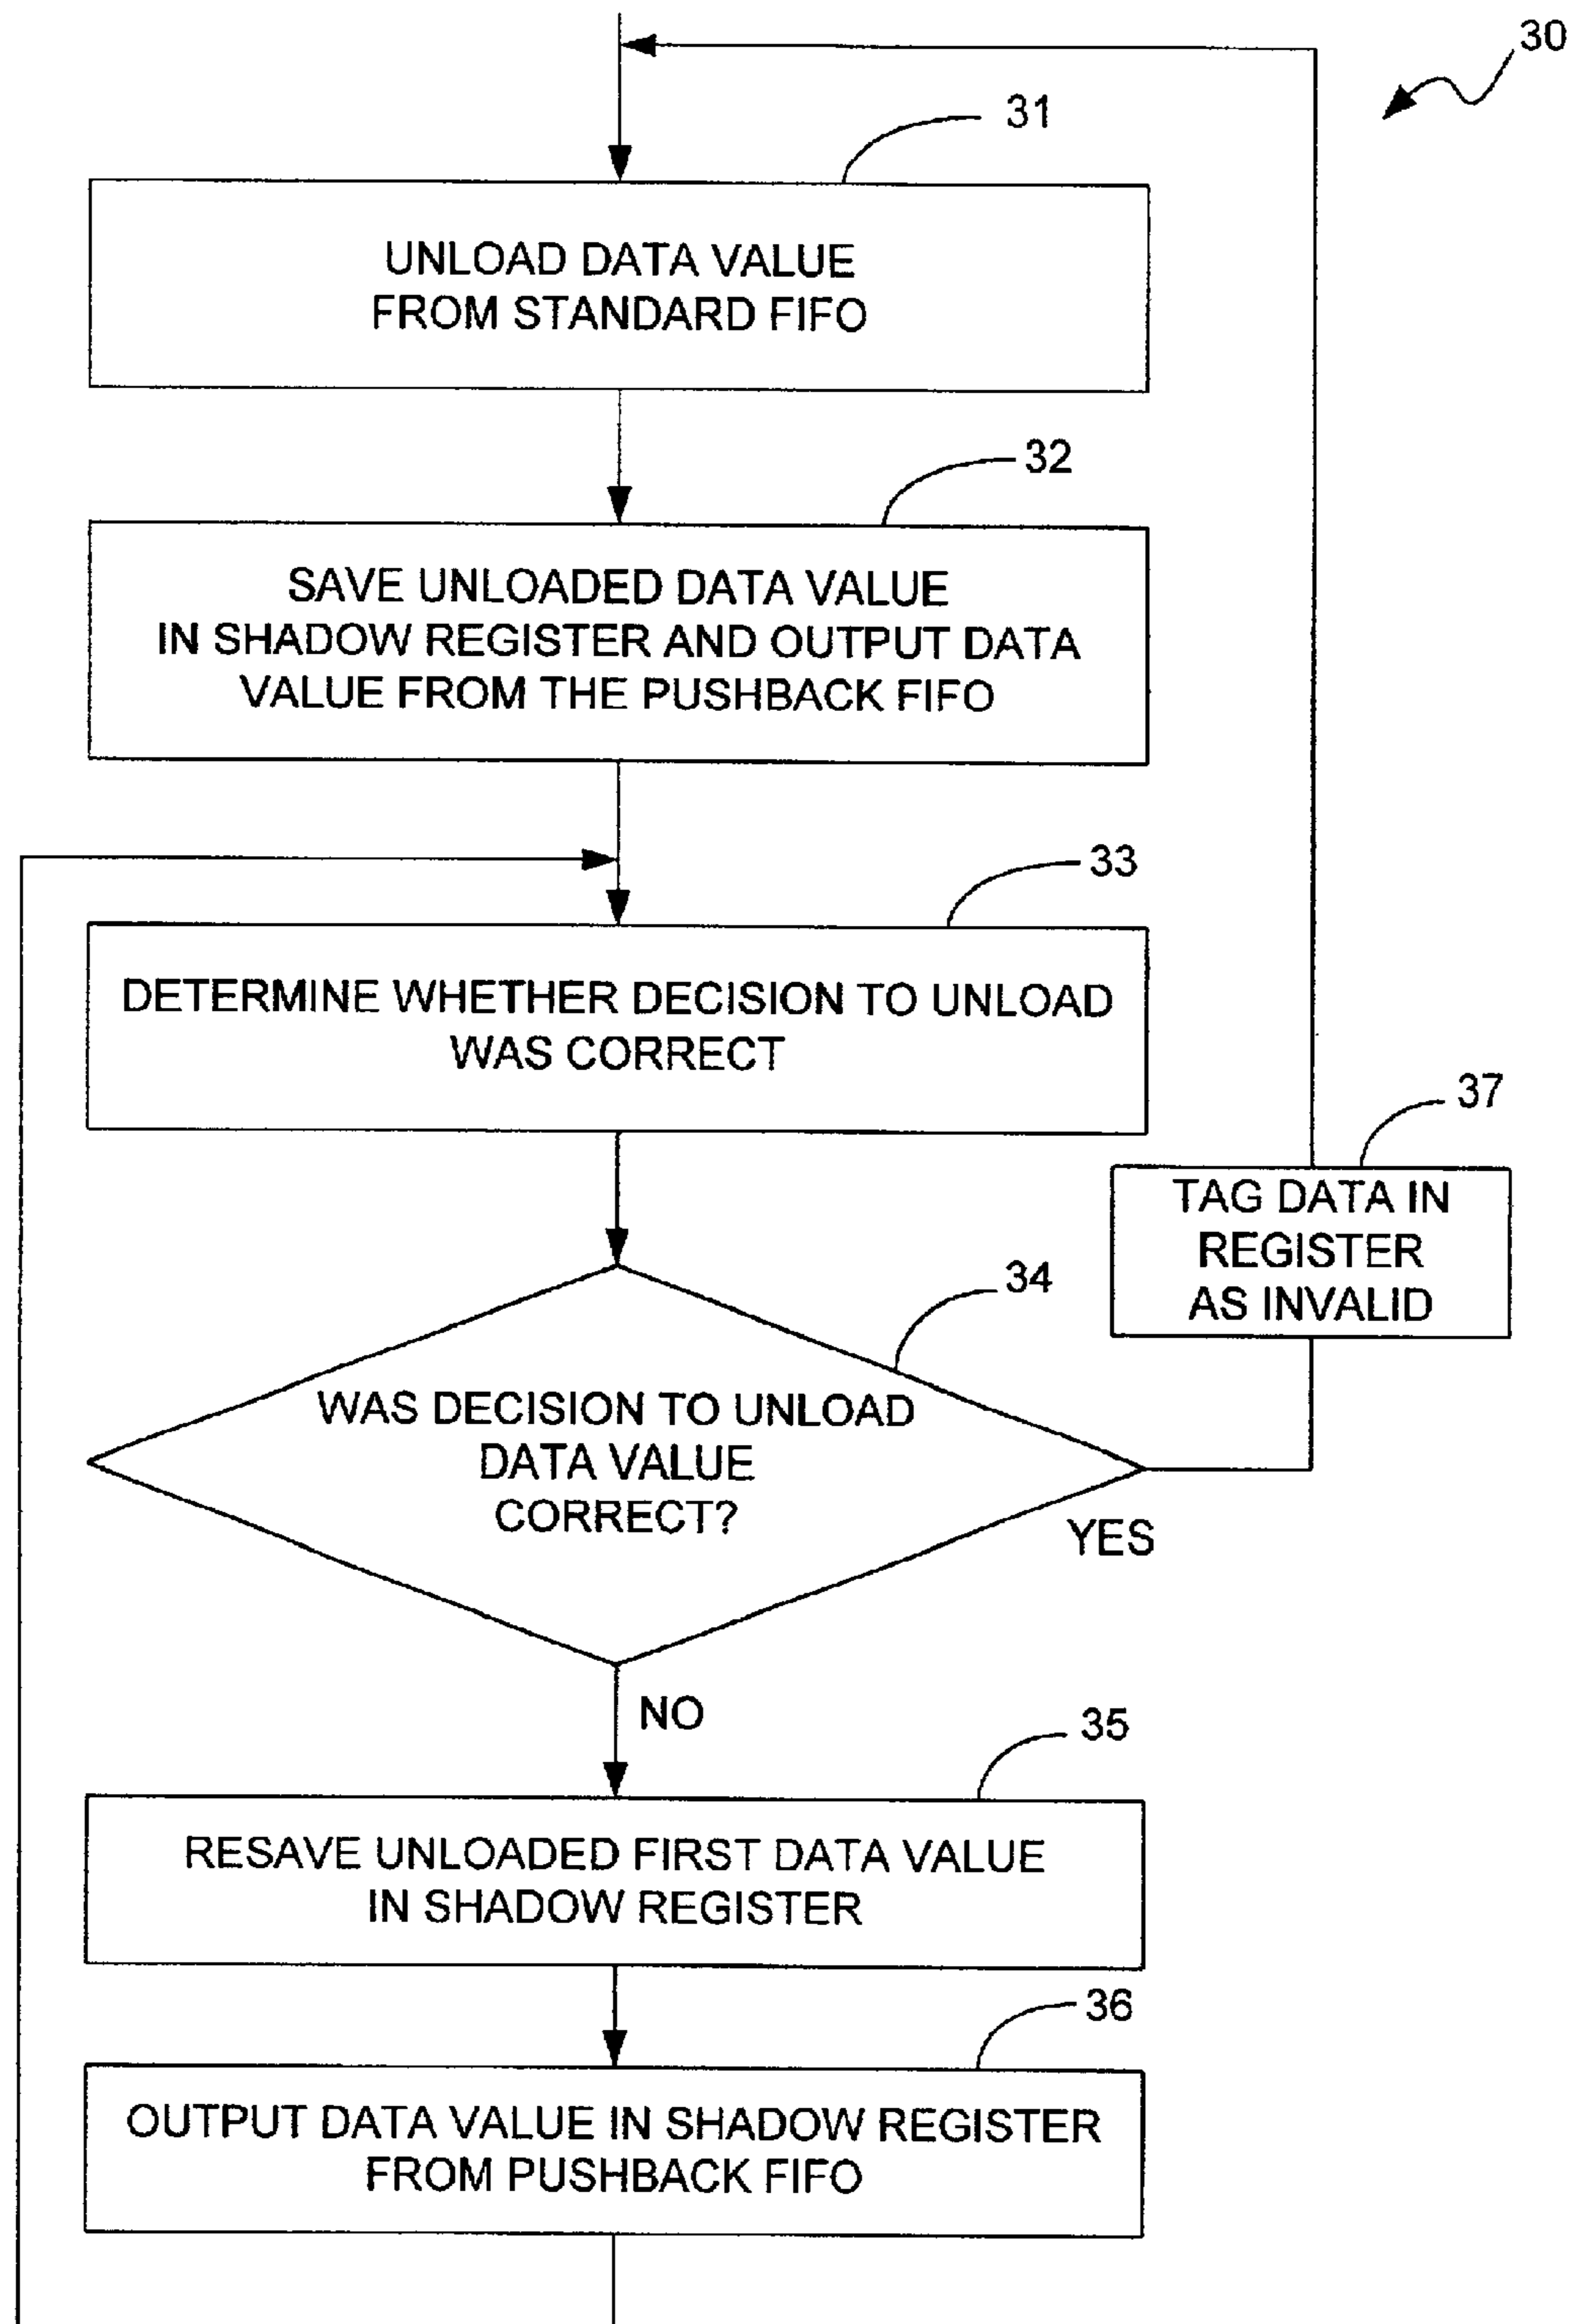 30
31
UNLOAD DATA VALUE
FROM STANDARD FIFO
32
SAVE UNLOADED DATA VALUE
IN SHADOW REGISTER AND OUTPUT DATA
VALUE FROM THE PUSHBACK FIFO
33
DETERMINE WHETHER DECISION TO UNLOAD
WAS CORRECT
37
TAG DATA IN
REGISTER
AS INVALID
34
WAS DECISION TO UNLOAD
DATA VALUE
CORRECT?
YES
NO
35
RESAVE UNLOADED FIRST DATA VALUE
IN SHADOW REGISTER
36
OUTPUT DATA VALUE IN SHADOW REGISTER
FROM PUSHBACK FIFO